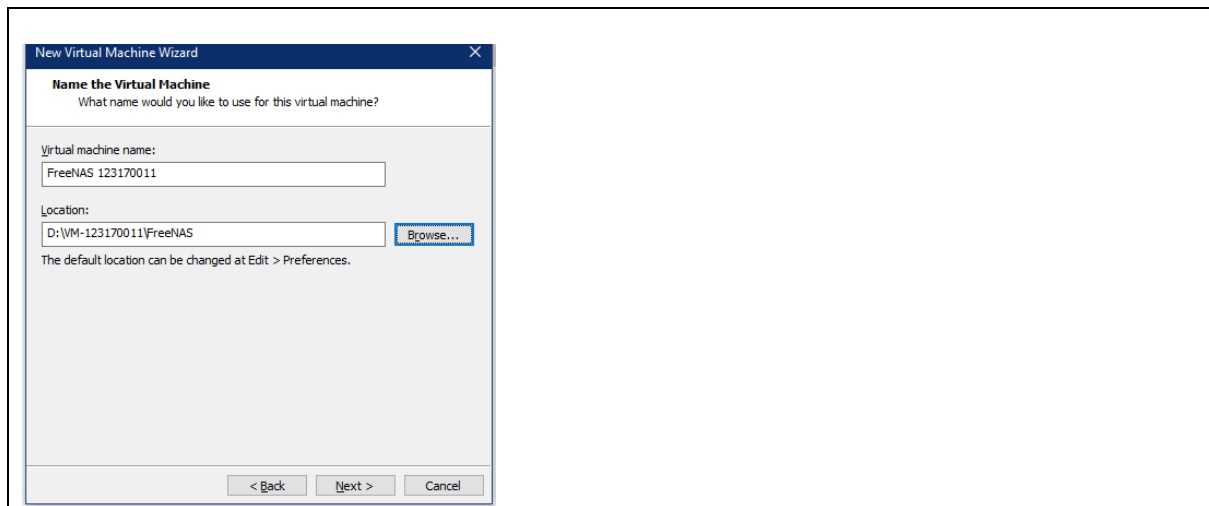 New Virtual Machine Wizard
Name the Virtual Machine
What name would you like to use for this virtual machine?
Virtual machine name:
FreeNAS 123170011
Location:
D:\VM-123170011\FreeNAS
Browse...
The default location can be changed at Edit > Preferences.
< Back Next > Cancel